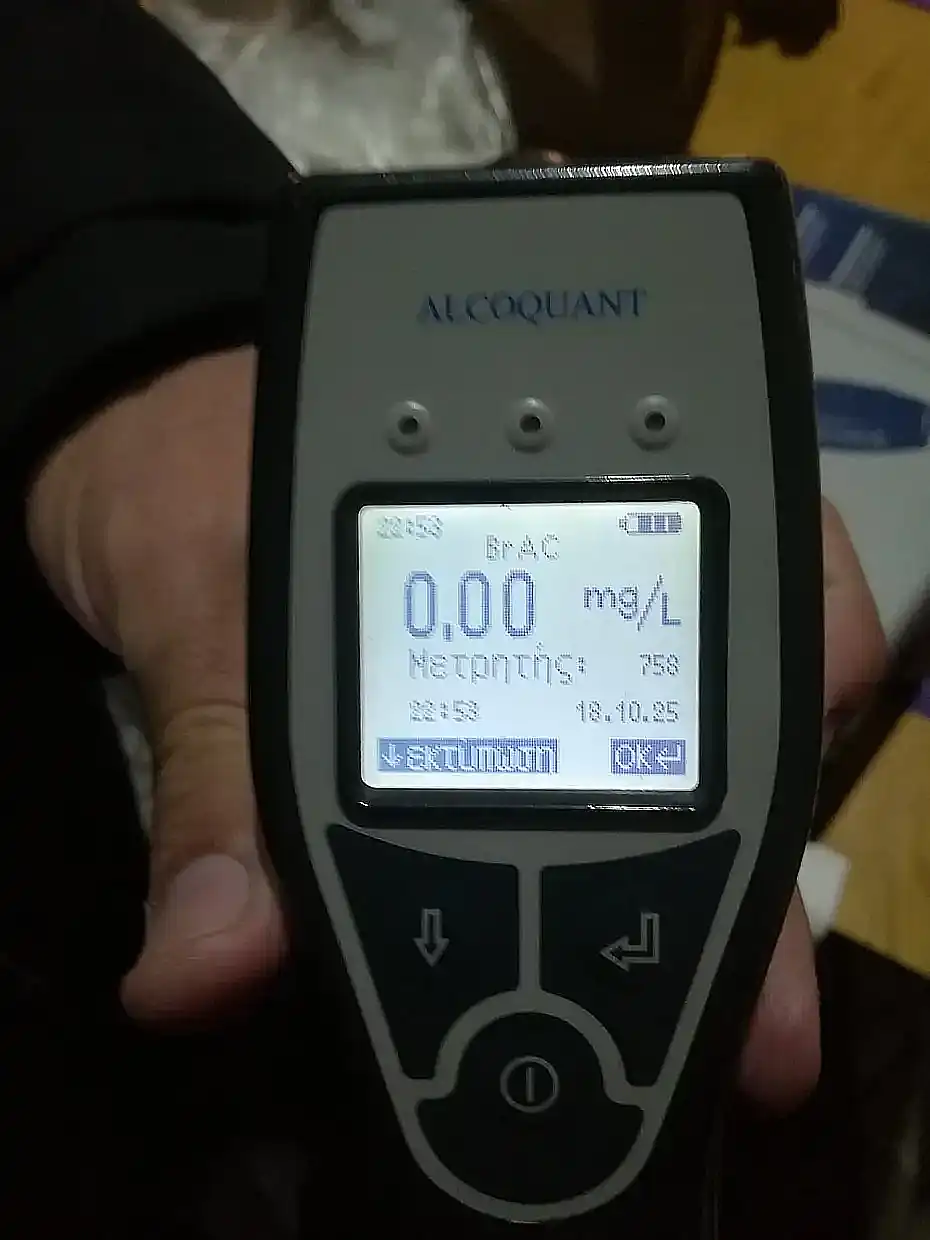 ALCOQUANT
22:53
BrAC
0.00 mg/L
Μετρητής: 758
22:53 18.10.25
↓εκτύπωση OK↵